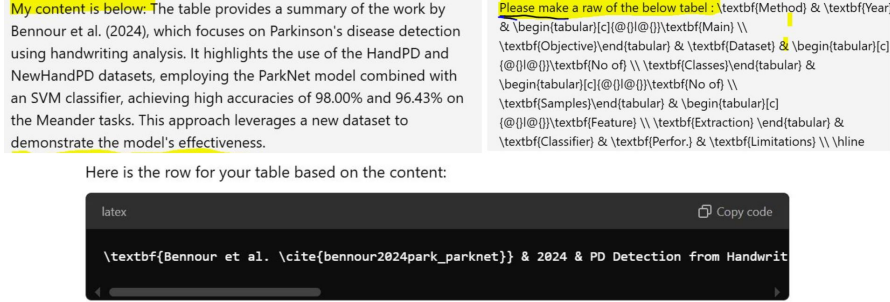 My content is below: The table provides a summary of the work by
Bennour et al. (2024), which focuses on Parkinson's disease detection
using handwriting analysis. It highlights the use of the HandPD and
NewHandPD datasets, employing the ParkNet model combined with
an SVM classifier, achieving high accuracies of 98.00% and 96.43% on
the Meander tasks. This approach leverages a new dataset to
demonstrate the model's effectiveness.
Please make a raw of the below tabel : \textbf{Method} & \textbf{Year}
& \begin{tabular}[c]{@{}l@{}}\textbf{Main} \\
\textbf{Objective}\end{tabular} & \textbf{Dataset} & \begin{tabular}[c]
{@{}l@{}}\textbf{No of} \\ \textbf{Classes}\end{tabular} &
\begin{tabular}[c]{@{}l@{}}\textbf{No of} \\
\textbf{Samples}\end{tabular} & \begin{tabular}[c]
{@{}l@{}}\textbf{Feature} \\ \textbf{Extraction} \end{tabular} &
\textbf{Classifier} & \textbf{Perfor.} & \textbf{Limitations} \\ \hline
Here is the row for your table based on the content:
latex
Copy code
\textbf{Bennour et al. \cite{bennour2024park_parknet}} & 2024 & PD Detection from Handwrit